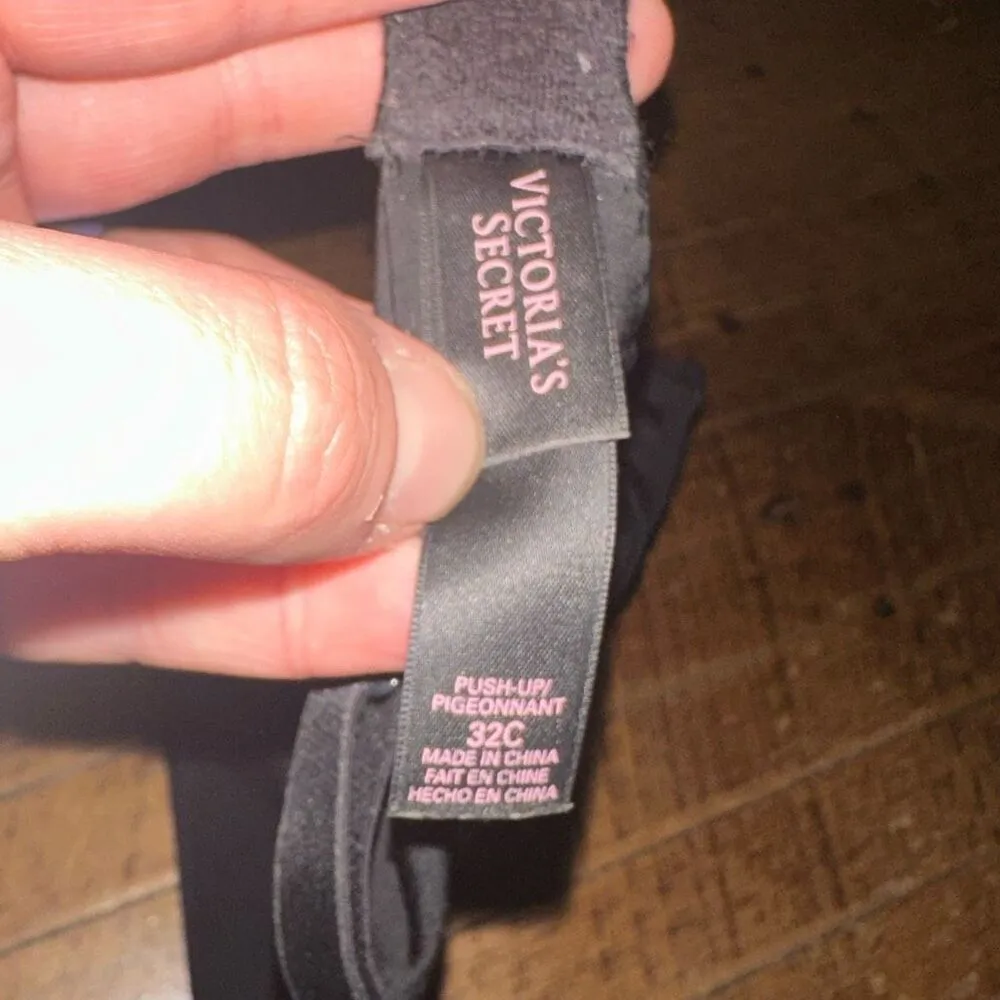 VICTORIA'S
SECRET
PUSH-UP/
PIGEONNANT
32C
MADE IN CHINA
FAIT EN CHINE
HECHO EN CHINA